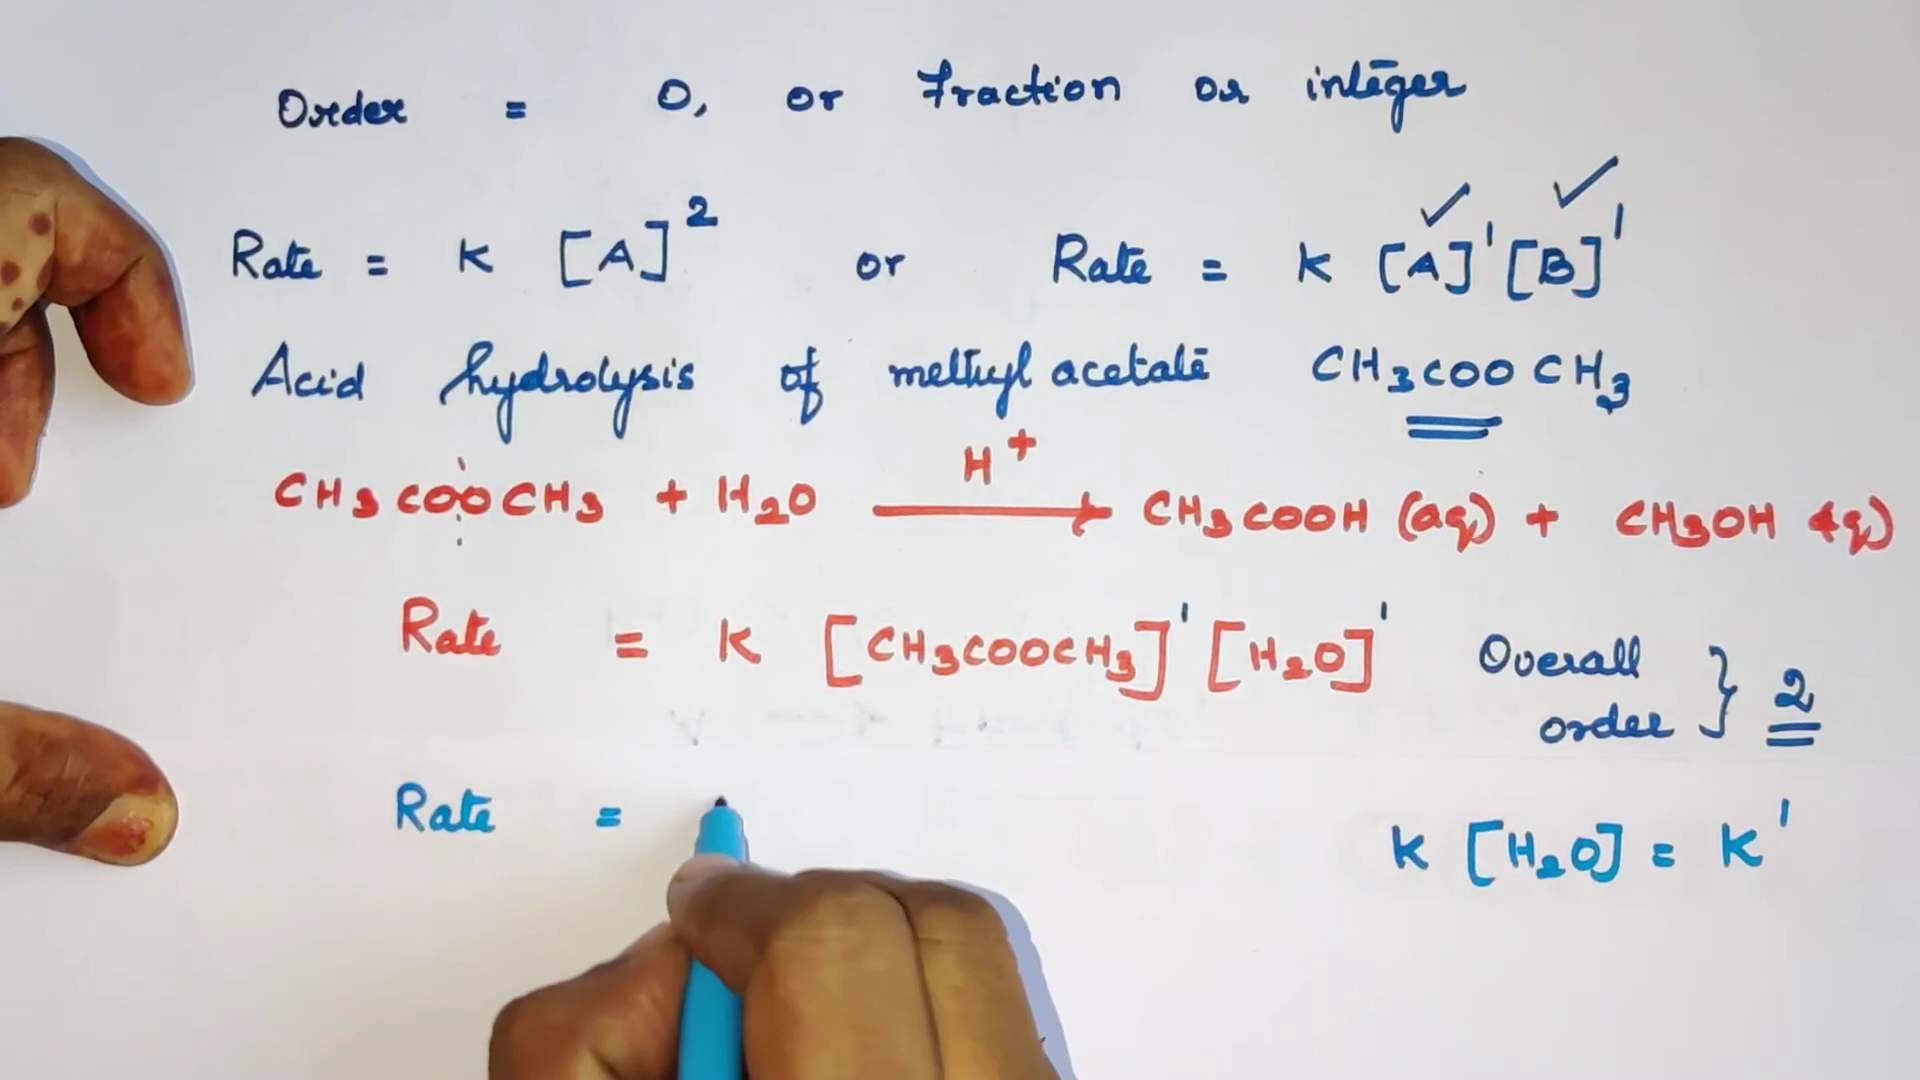 Order = 0, or Fraction or integer
Rate = K [A]² or Rate = K [A]¹ [B]¹
Acid hydrolysis of methyl acetate CH₃COOCH₃
CH₃COOCH₃ + H₂O →
H⁺
CH₃COOH (aq) + CH₃OH (aq)
Rate = K [CH₃COOCH₃]¹ [H₂O]¹ Overall order } 2
Rate =
K [H₂O] = K'